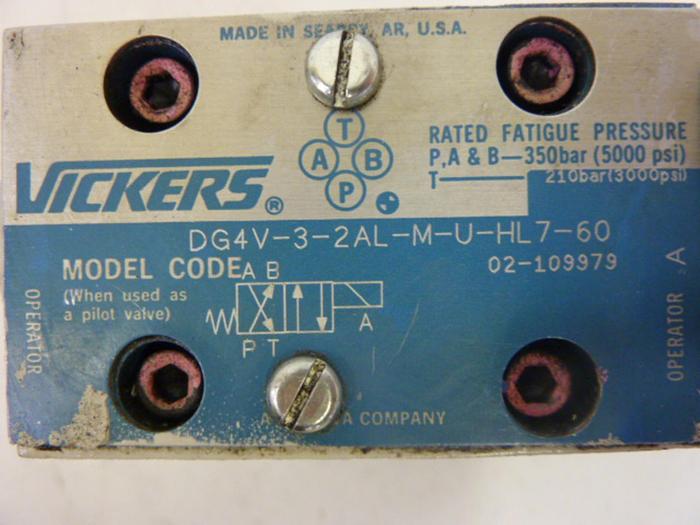 MADE IN SEARCY, AR, U.S.A.
T
A B
P
VICKERS®
RATED FATIGUE PRESSURE
P,A & B—350bar (5000 psi)
T—210bar(3000psi)
DG4V-3-2AL-M-U-HL7-60
02-109979
MODEL CODE
(When used as
a pilot valve)
A B
A
P T
OPERATOR
OPERATOR A
COMPANY